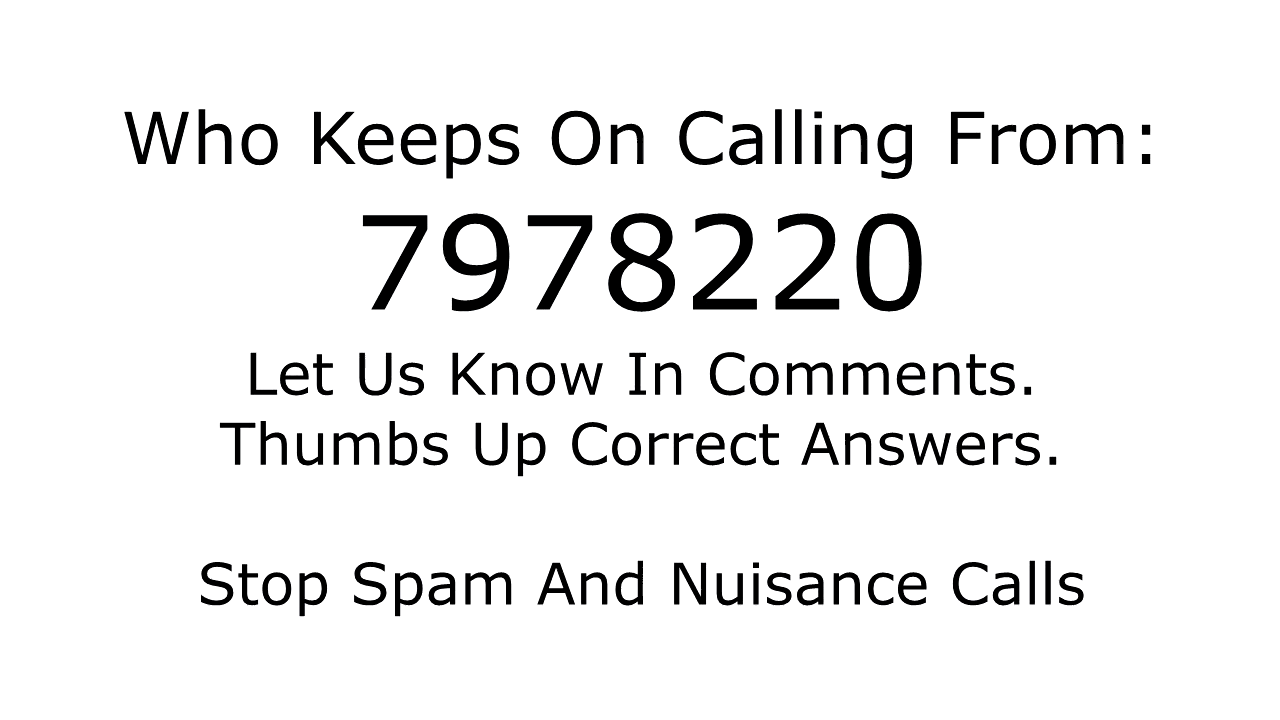 Who Keeps On Calling From:
7978220
Let Us Know In Comments.
Thumbs Up Correct Answers.
Stop Spam And Nuisance Calls